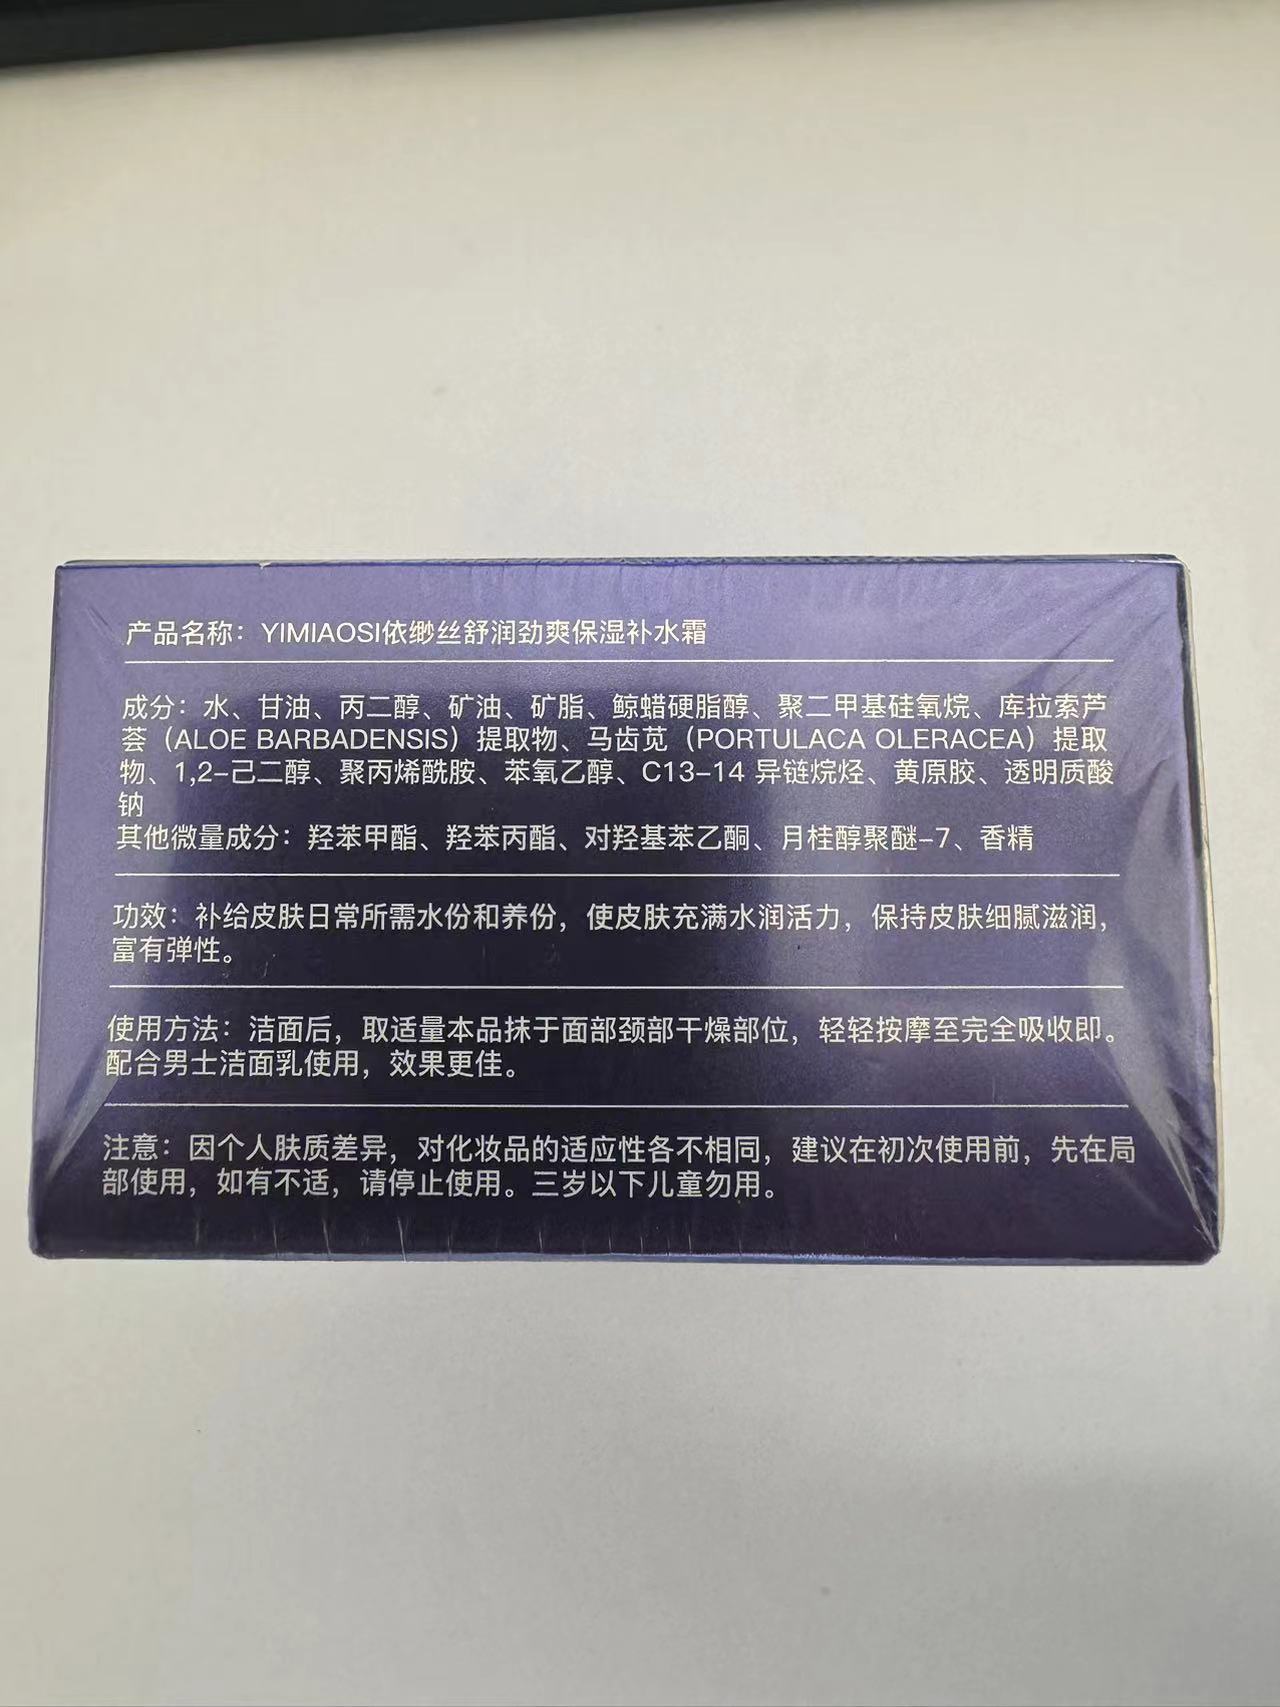 产品名称：YIMIAOSI依缈丝舒润劲爽保湿补水霜
成分：水、甘油、丙二醇、矿油、矿脂、鲸蜡硬脂醇、聚二甲基硅氧烷、库拉索芦
荟（ALOE BARBADENSIS）提取物、马齿苋（PORTULACA OLERACEA）提取
物、1,2-己二醇、聚丙烯酰胺、苯氧乙醇、C13-14 异链烷烃、黄原胶、透明质酸
钠
其他微量成分：羟苯甲酯、羟苯丙酯、对羟基苯乙酮、月桂醇聚醚-7、香精
功效：补给皮肤日常所需水份和养份，使皮肤充满水润活力，保持皮肤细腻滋润，
富有弹性。
使用方法：洁面后，取适量本品抹于面部颈部干燥部位，轻轻按摩至完全吸收即。
配合男士洁面乳使用，效果更佳。
注意：因个人肤质差异，对化妆品的适应性各不相同，建议在初次使用前，先在局
部使用，如有不适，请停止使用。三岁以下儿童勿用。